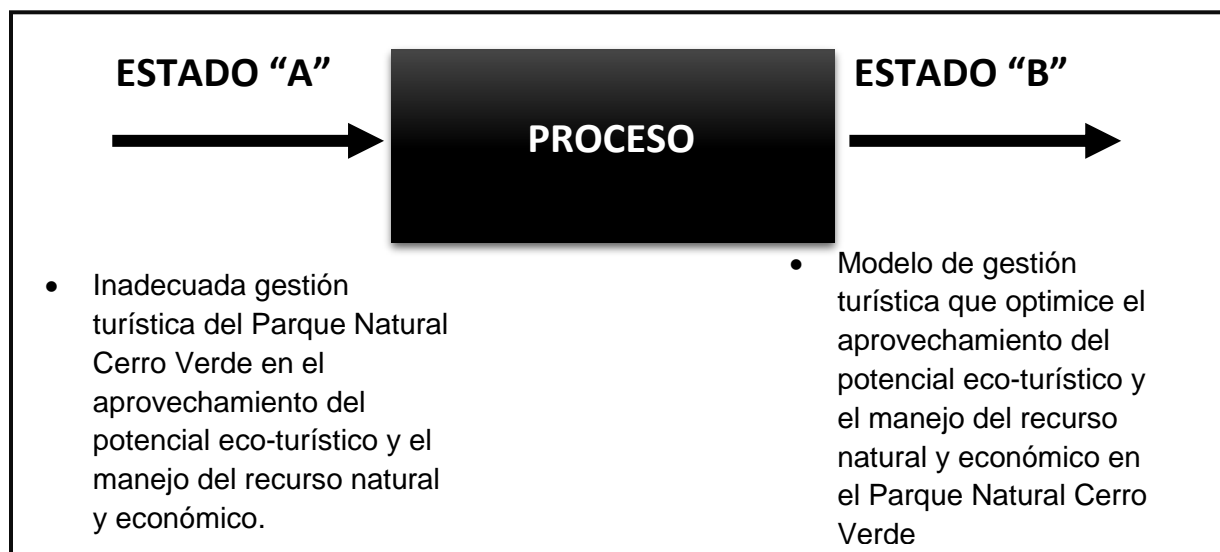 ESTADO “A”
PROCESO
ESTADO “B”
• Inadecuada gestión
turística del Parque Natural
Cerro Verde en el
aprovechamiento del
potencial eco-turístico y el
manejo del recurso natural
y económico.
• Modelo de gestión
turística que optimice el
aprovechamiento del
potencial eco-turístico y
el manejo del recurso
natural y económico en
el Parque Natural Cerro
Verde